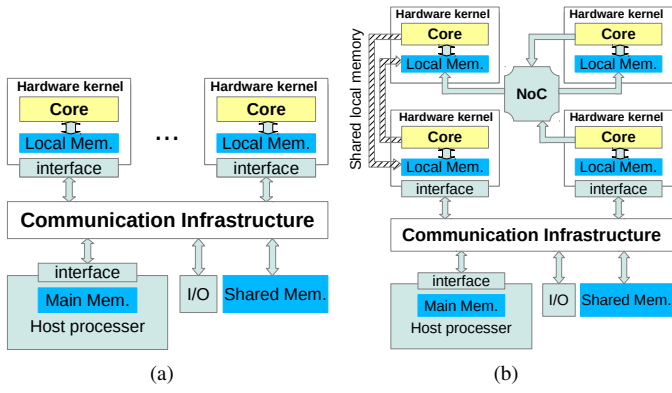 Hardware kernel
Core
Local Mem.
interface
...
Hardware kernel
Core
Local Mem.
interface
Communication Infrastructure
interface
Main Mem.
Host processer
I/O
Shared Mem.
(a)
Shared local memory
Hardware kernel
Core
Local Mem.
Hardware kernel
Core
Local Mem.
NoC
Hardware kernel
Core
Local Mem.
interface
Hardware kernel
Core
Local Mem.
interface
Communication Infrastructure
interface
Main Mem.
Host processer
I/O
Shared Mem.
(b)